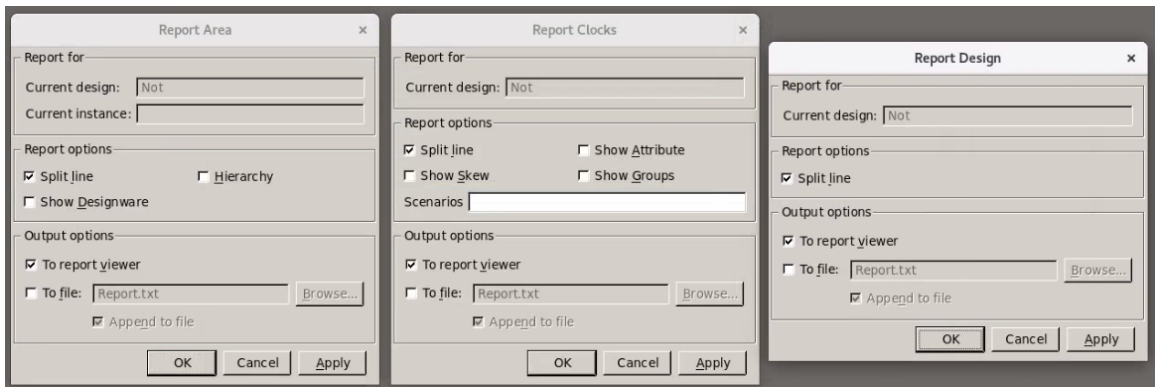 Report Area ×
Report for
Current design: Not
Current instance:
Report options
Split line Hierarchy
Show Designware
Output options
To report viewer
To file: Report.txt Browse...
Append to file
OK Cancel Apply
Report Clocks ×
Report for
Current design: Not
Report options
Split line Show Attribute
Show Skew Show Groups
Scenarios
Output options
To report viewer
To file: Report.txt Browse...
Append to file
OK Cancel Apply
Report Design ×
Report for
Current design: Not
Report options
Split line
Output options
To report viewer
To file: Report.txt Browse...
Append to file
OK Cancel Apply